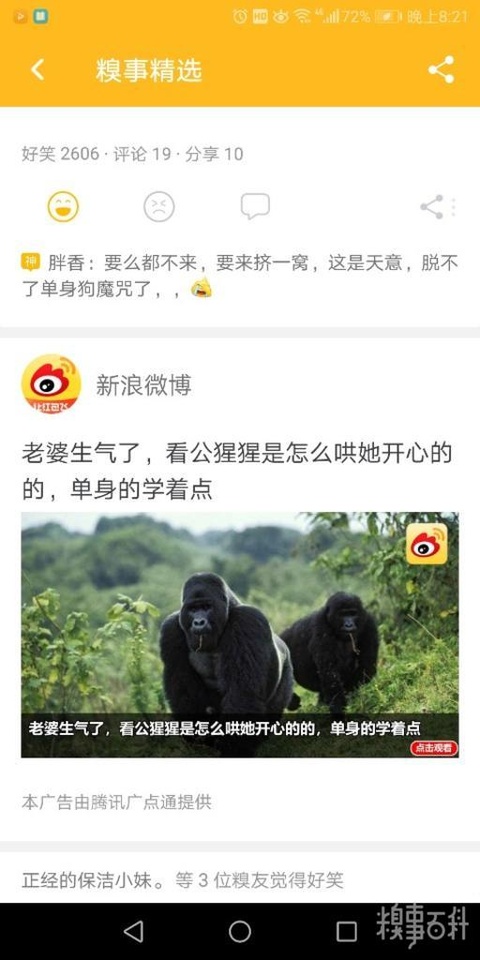 HD 4G 72% 晚上8:21
糗事精选
好笑 2606 · 评论 19 · 分享 10
神 胖香：要么都不来，要来挤一窝，这是天意，脱不
了单身狗魔咒了，，
新浪微博
老婆生气了，看公猩猩是怎么哄她开心的
的，单身的学着点
老婆生气了，看公猩猩是怎么哄她开心的的，单身的学着点
点击观看
本广告由腾讯广点通提供
正经的保洁小妹。等 3 位糗友觉得好笑
糗事百科